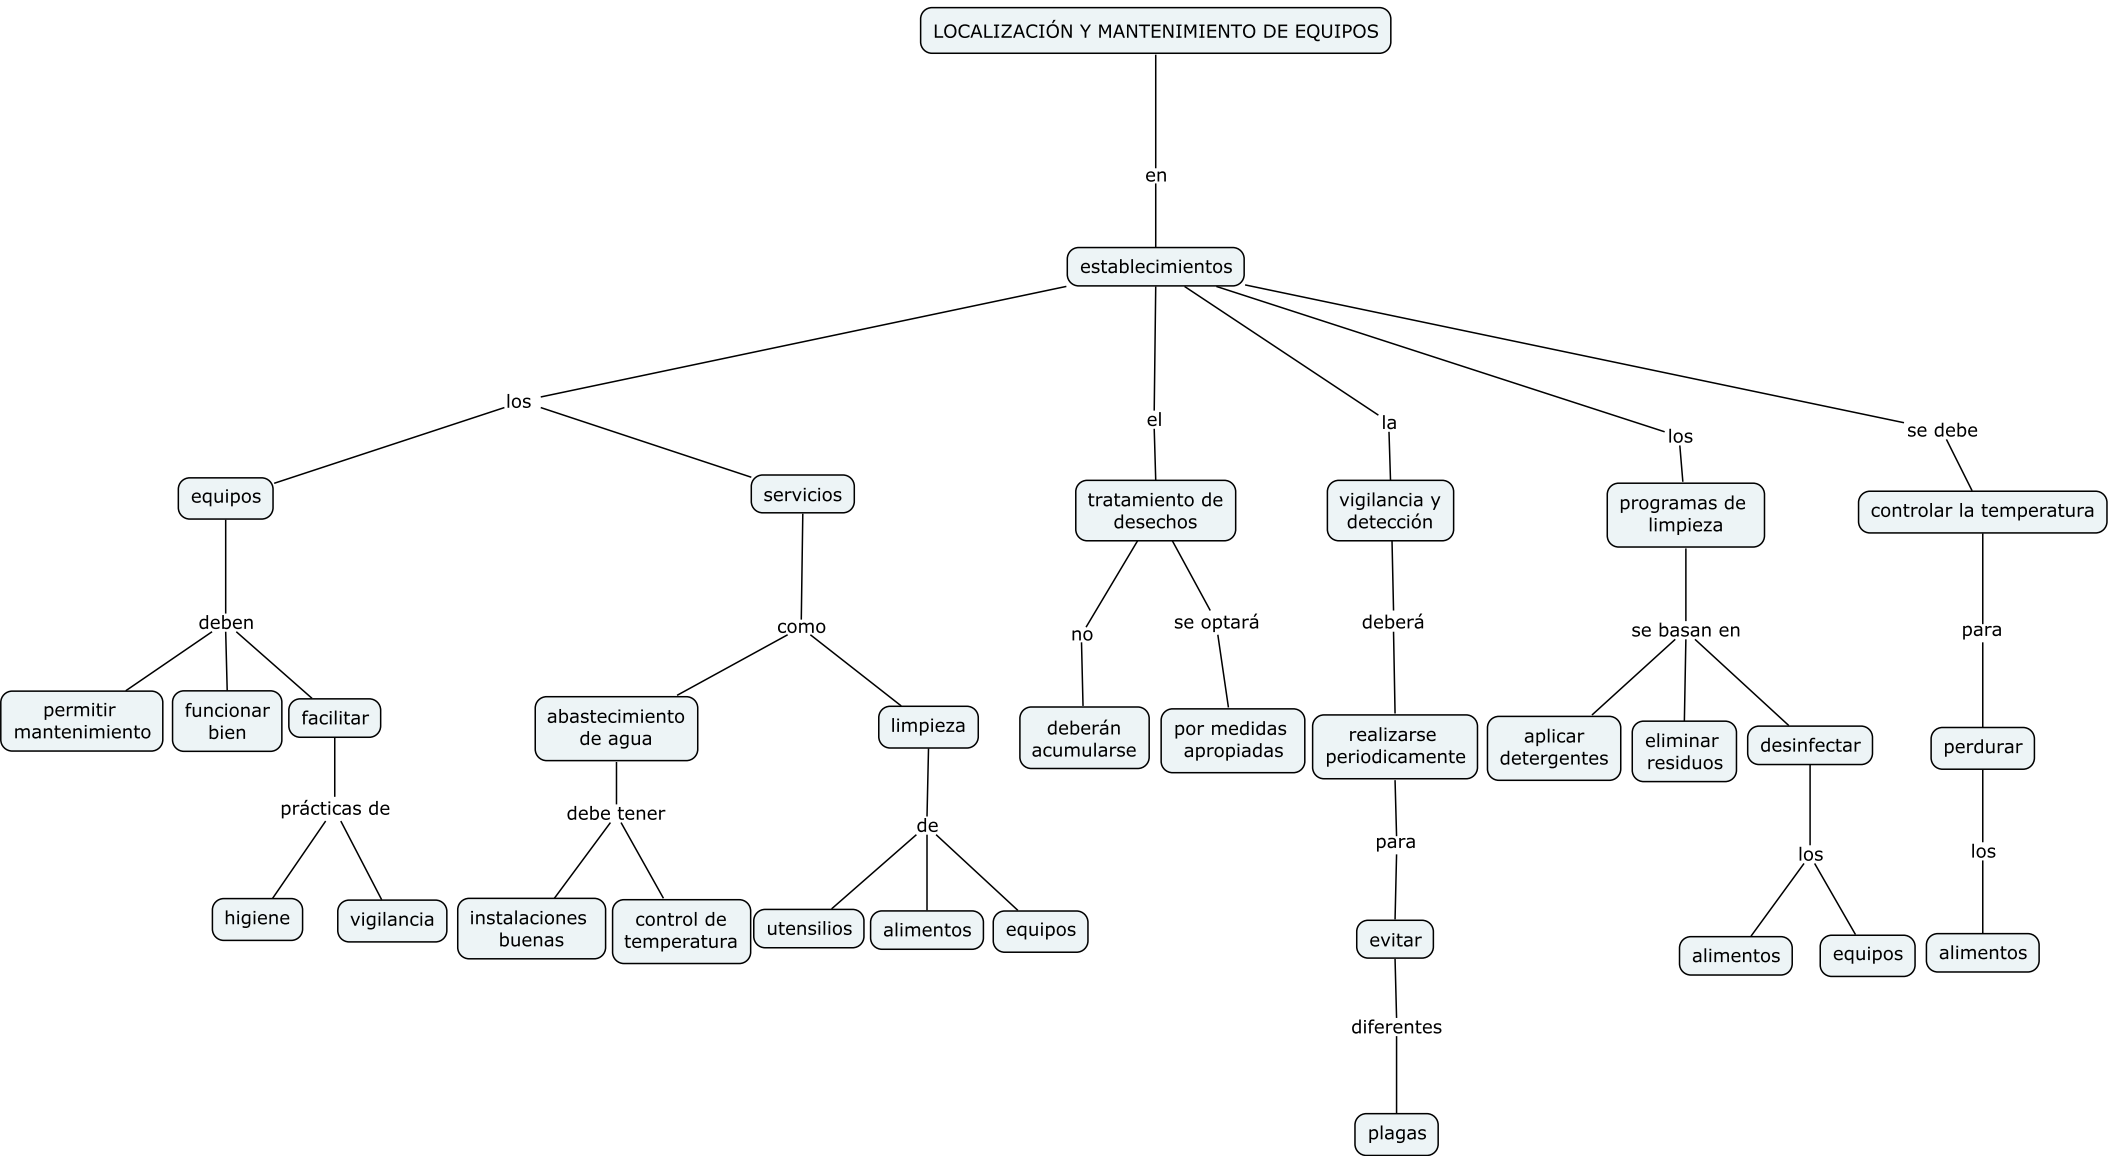 LOCALIZACIÓN Y MANTENIMIENTO DE EQUIPOS
en
establecimientos
los
el
la
los
se debe
equipos
servicios
tratamiento de
desechos
vigilancia y
detección
programas de
limpieza
controlar la temperatura
deben
como
no
se optará
deberá
se basan en
para
permitir
mantenimiento
funcionar
bien
facilitar
abastecimiento
de agua
limpieza
deberán
acumularse
por medidas
apropiadas
realizarse
periodicamente
aplicar
detergentes
eliminar
residuos
desinfectar
perdurar
prácticas de
debe tener
de
para
los
los
higiene
vigilancia
instalaciones
buenas
control de
temperatura
utensilios
alimentos
equipos
evitar
alimentos
equipos
alimentos
diferentes
plagas